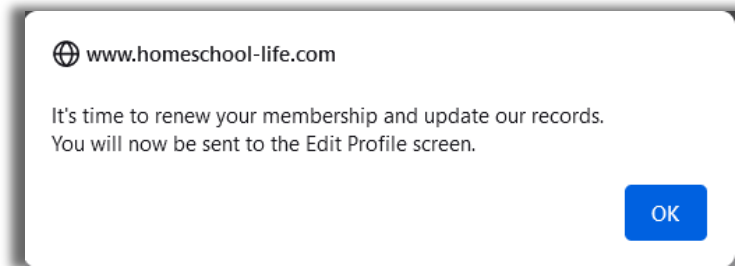 www.homeschool-life.com
It's time to renew your membership and update our records.
You will now be sent to the Edit Profile screen.
OK